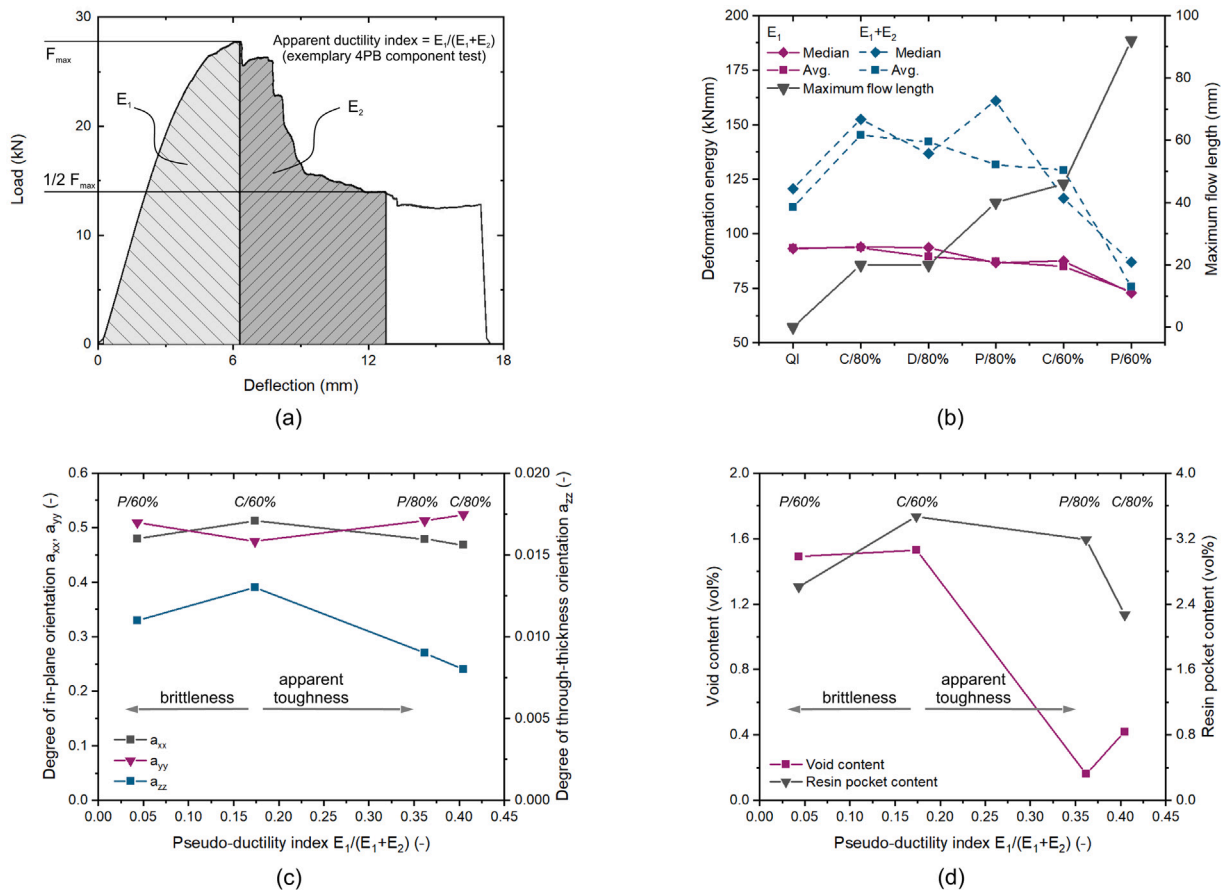 30
20
10
0
0
6
12
18
Load (kN)
Deflection (mm)
F_max
1/2 F_max
E₁
E₂
Apparent ductility index = E₁/(E₁+E₂)
(exemplary 4PB component test)
(a)
200
175
150
125
100
75
50
Deformation energy (kNmm)
100
90
80
70
60
50
40
30
20
10
0
Maximum flow length (mm)
E₁ E₁+E₂
Median Median
Avg. Avg.
Maximum flow length
QI C/80% D/80% P/80% C/60% P/60%
(b)
0.6
0.5
0.4
0.3
0.2
0.1
0.0
Degree of in-plane orientation a_xx, a_yy (-)
0.020
0.015
0.010
0.005
0.000
Degree of through-thickness orientation a_zz (-)
P/60% C/60% P/80% C/80%
brittleness
apparent
toughness
a_xx
a_yy
a_zz
0.00 0.05 0.10 0.15 0.20 0.25 0.30 0.35 0.40 0.45
Pseudo-ductility index E₁/(E₁+E₂) (-)
(c)
2.0
1.6
1.2
0.8
0.4
0.0
Void content (vol%)
4.0
3.2
2.4
1.6
0.8
0.0
Resin pocket content (vol%)
P/60% C/60% P/80% C/80%
brittleness
apparent
toughness
Void content
Resin pocket content
0.00 0.05 0.10 0.15 0.20 0.25 0.30 0.35 0.40 0.45
Pseudo-ductility index E₁/(E₁+E₂) (-)
(d)